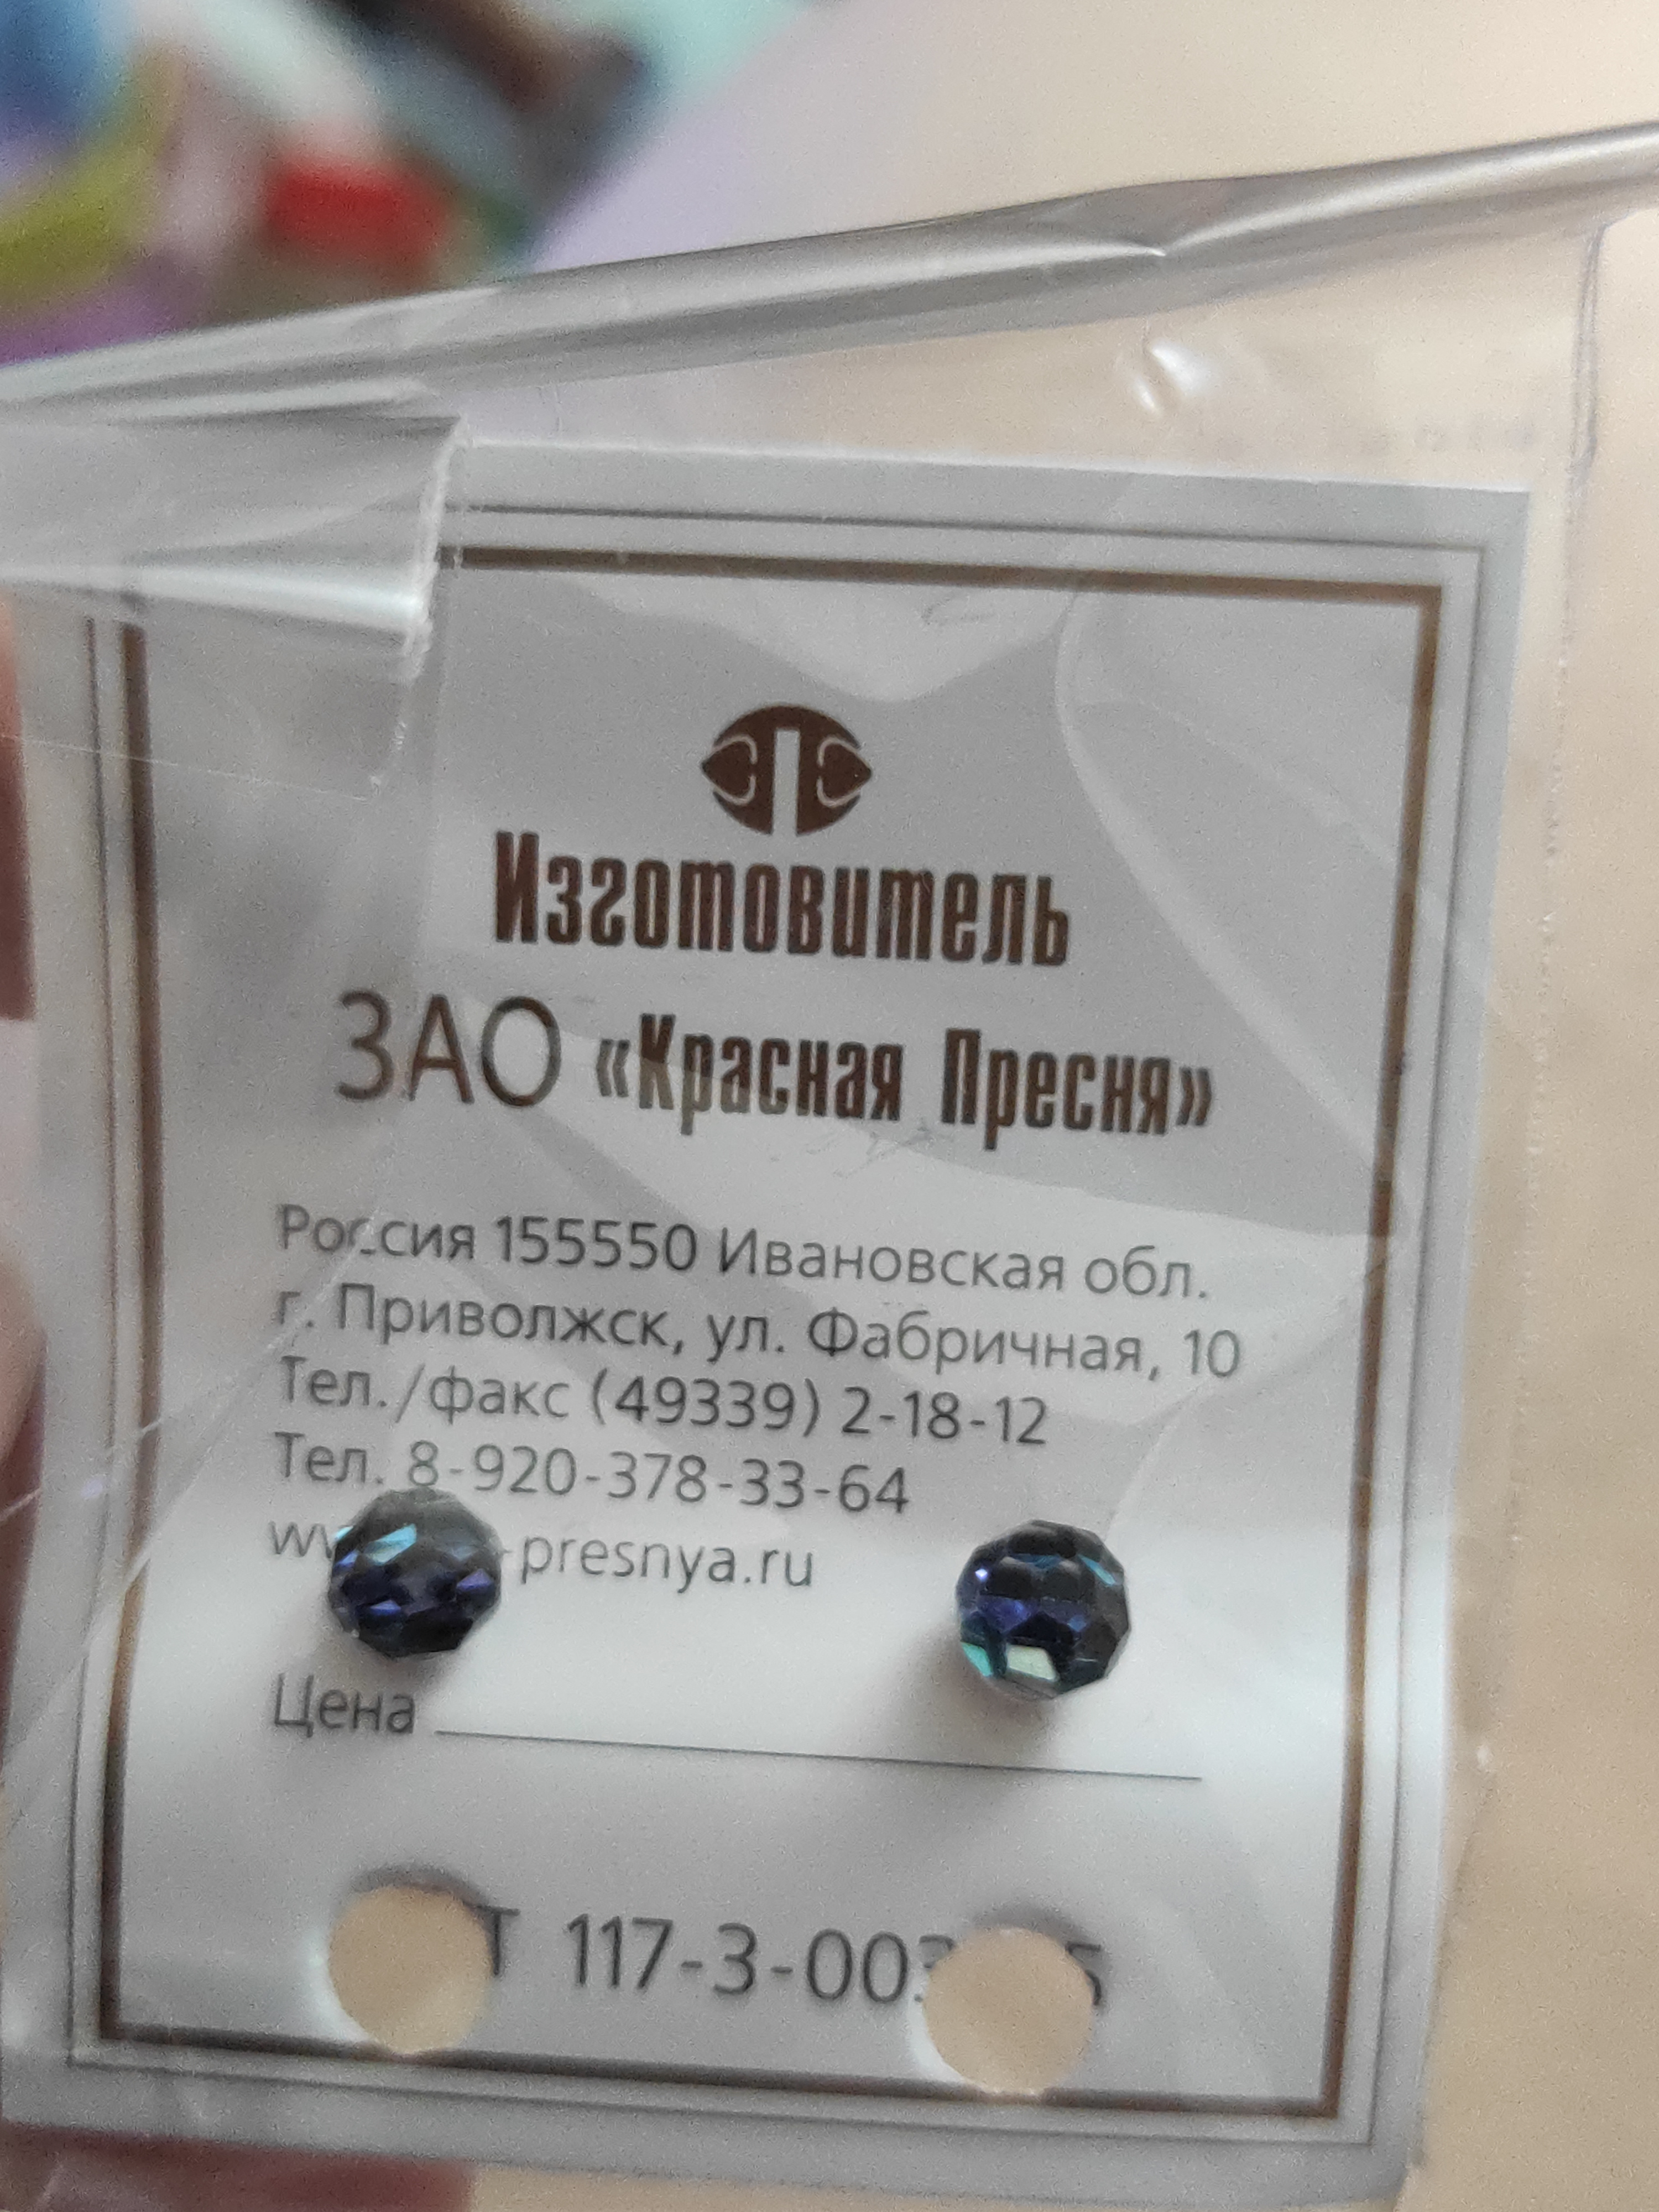 Изготовитель
ЗАО «Красная Пресня»
Россия 155550 Ивановская обл.
г. Приволжск, ул. Фабричная, 10
Тел./факс (49339) 2-18-12
Тел. 8-920-378-33-64
-presnya.ru
Цена